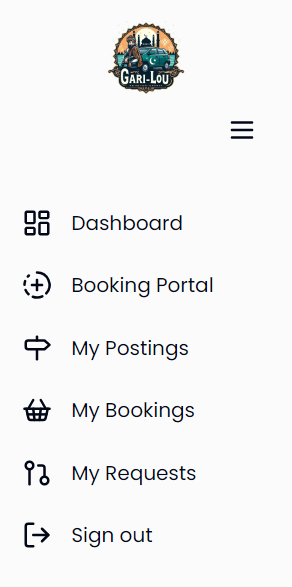 GARI-LOU
Dashboard
Booking Portal
My Postings
My Bookings
My Requests
Sign out